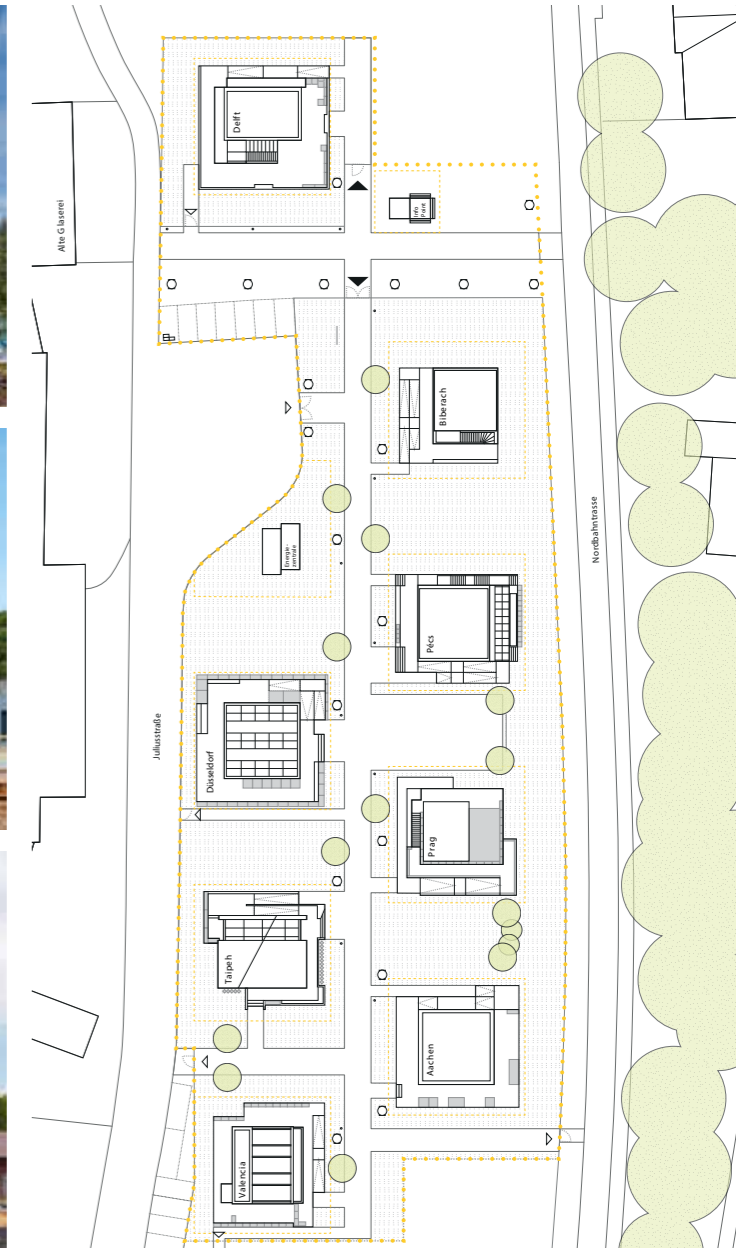 Alte Glaserei
Delft
Info
Point
Biberach
Energie-
zentrale
Nordbahntrasse
Pécs
Juliusstraße
Düsseldorf
Prag
Taipeh
Aachen
Valencia